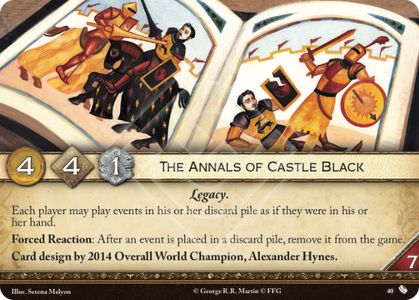 4 4 1 The Annals of Castle Black
Legacy.
Each player may play events in his or her discard pile as if they were in his or
her hand.
Forced Reaction: After an event is placed in a discard pile, remove it from the game.
Card design by 2014 Overall World Champion, Alexander Hynes.
7
Illus. Serena Malyon © George R.R. Martin © FFG 40